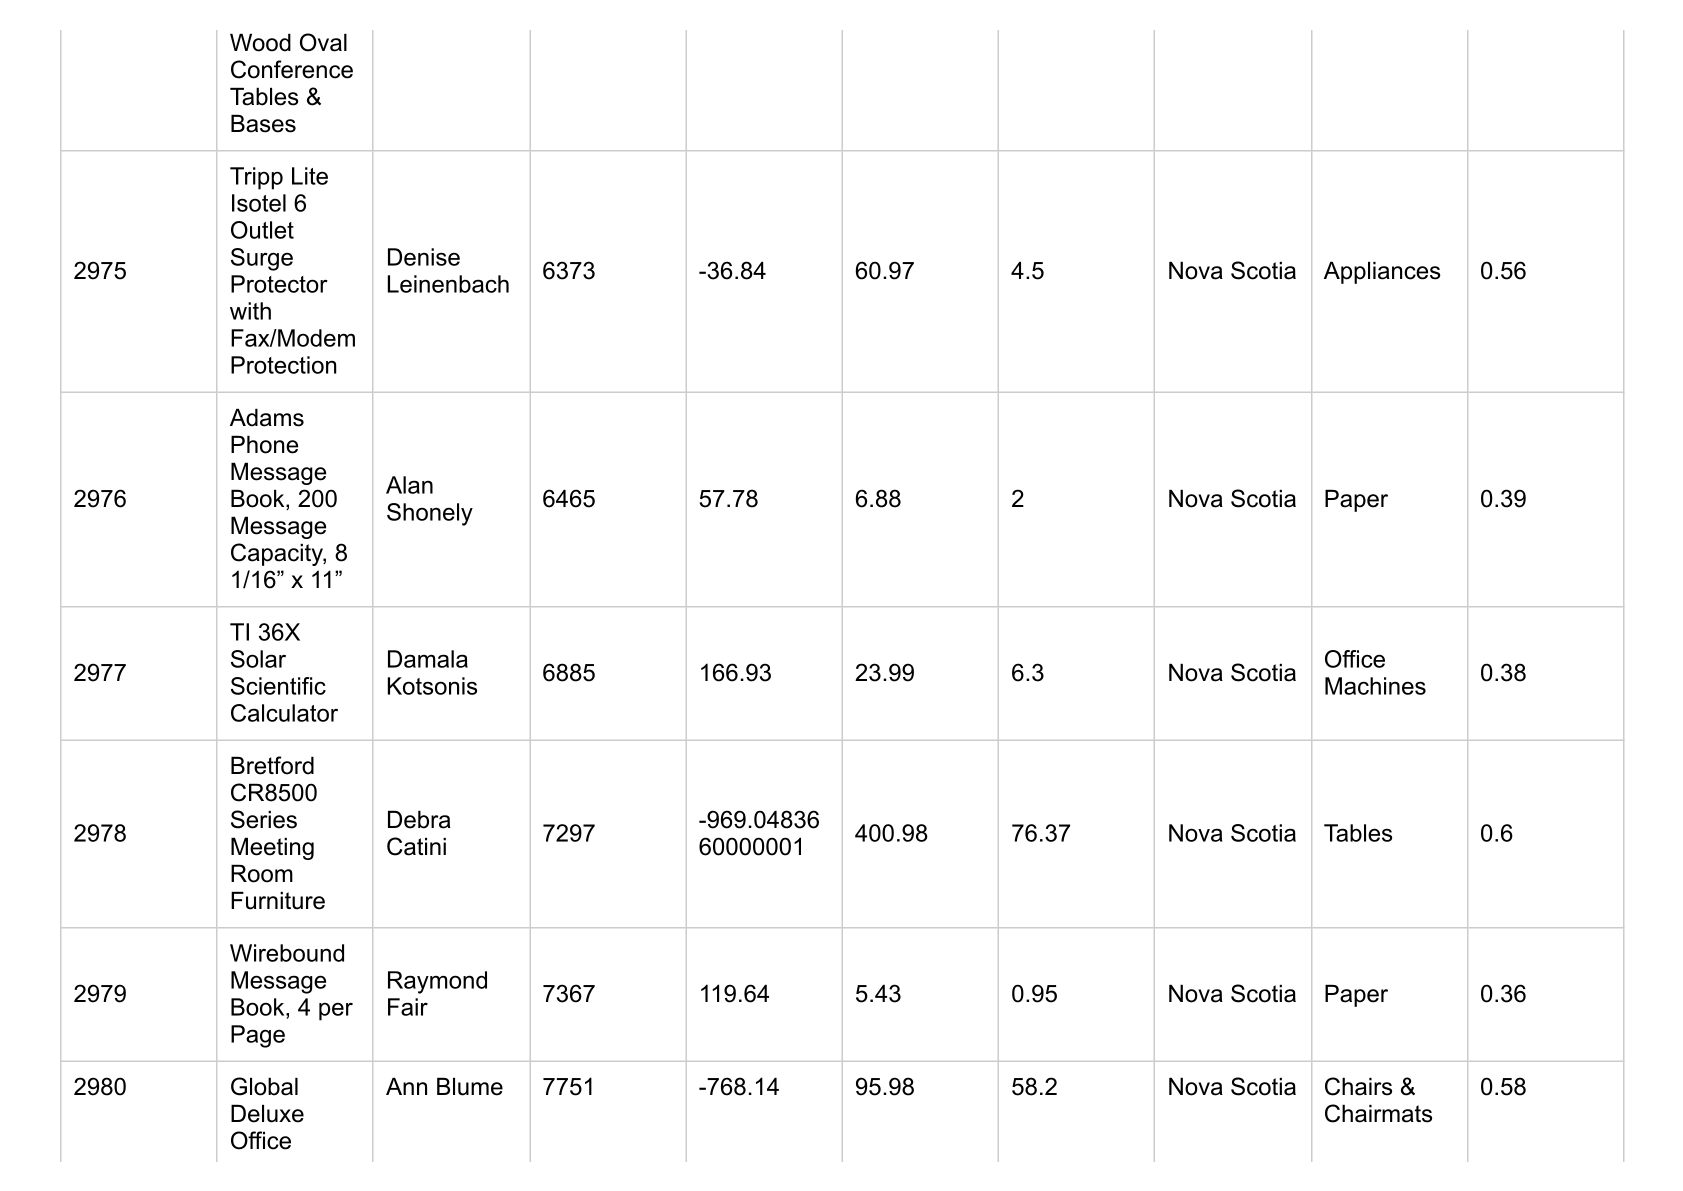 Wood Oval
Conference
Tables &
Bases
2975
Tripp Lite
Isotel 6
Outlet
Surge
Protector
with
Fax/Modem
Protection
Denise
Leinenbach
6373
-36.84
60.97
4.5
Nova Scotia
Appliances
0.56
2976
Adams
Phone
Message
Book, 200
Message
Capacity, 8
1/16” x 11”
Alan
Shonely
6465
57.78
6.88
2
Nova Scotia
Paper
0.39
2977
TI 36X
Solar
Scientific
Calculator
Damala
Kotsonis
6885
166.93
23.99
6.3
Nova Scotia
Office
Machines
0.38
2978
Bretford
CR8500
Series
Meeting
Room
Furniture
Debra
Catini
7297
-969.04836
60000001
400.98
76.37
Nova Scotia
Tables
0.6
2979
Wirebound
Message
Book, 4 per
Page
Raymond
Fair
7367
119.64
5.43
0.95
Nova Scotia
Paper
0.36
2980
Global
Deluxe
Office
Ann Blume
7751
-768.14
95.98
58.2
Nova Scotia
Chairs &
Chairmats
0.58